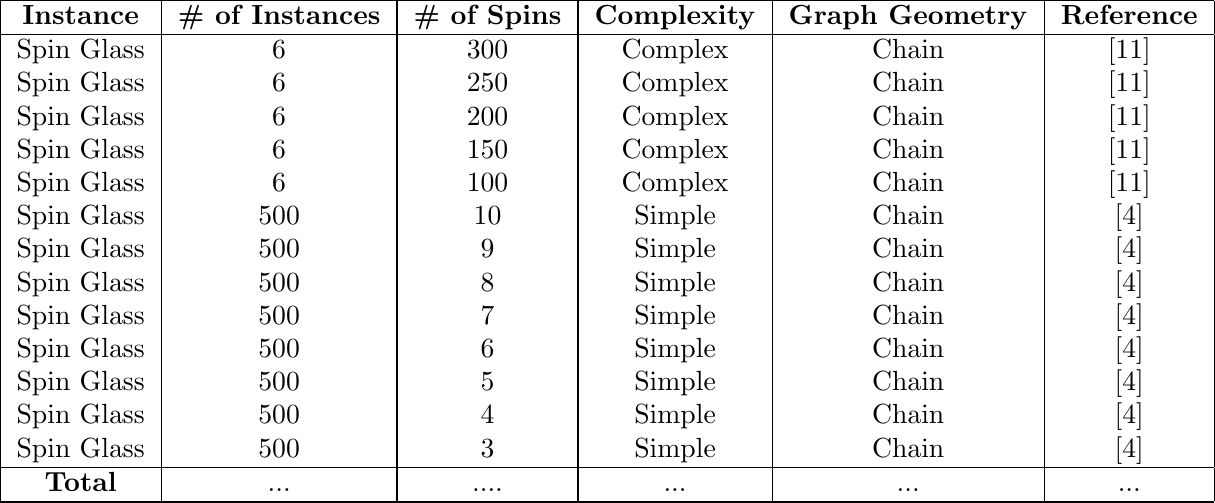 Instance # of Instances # of Spins Complexity Graph Geometry Reference
Spin Glass 6 300 Complex Chain [11]
Spin Glass 6 250 Complex Chain [11]
Spin Glass 6 200 Complex Chain [11]
Spin Glass 6 150 Complex Chain [11]
Spin Glass 6 100 Complex Chain [11]
Spin Glass 500 10 Simple Chain [4]
Spin Glass 500 9 Simple Chain [4]
Spin Glass 500 8 Simple Chain [4]
Spin Glass 500 7 Simple Chain [4]
Spin Glass 500 6 Simple Chain [4]
Spin Glass 500 5 Simple Chain [4]
Spin Glass 500 4 Simple Chain [4]
Spin Glass 500 3 Simple Chain [4]
Total ... .... ... ... ...